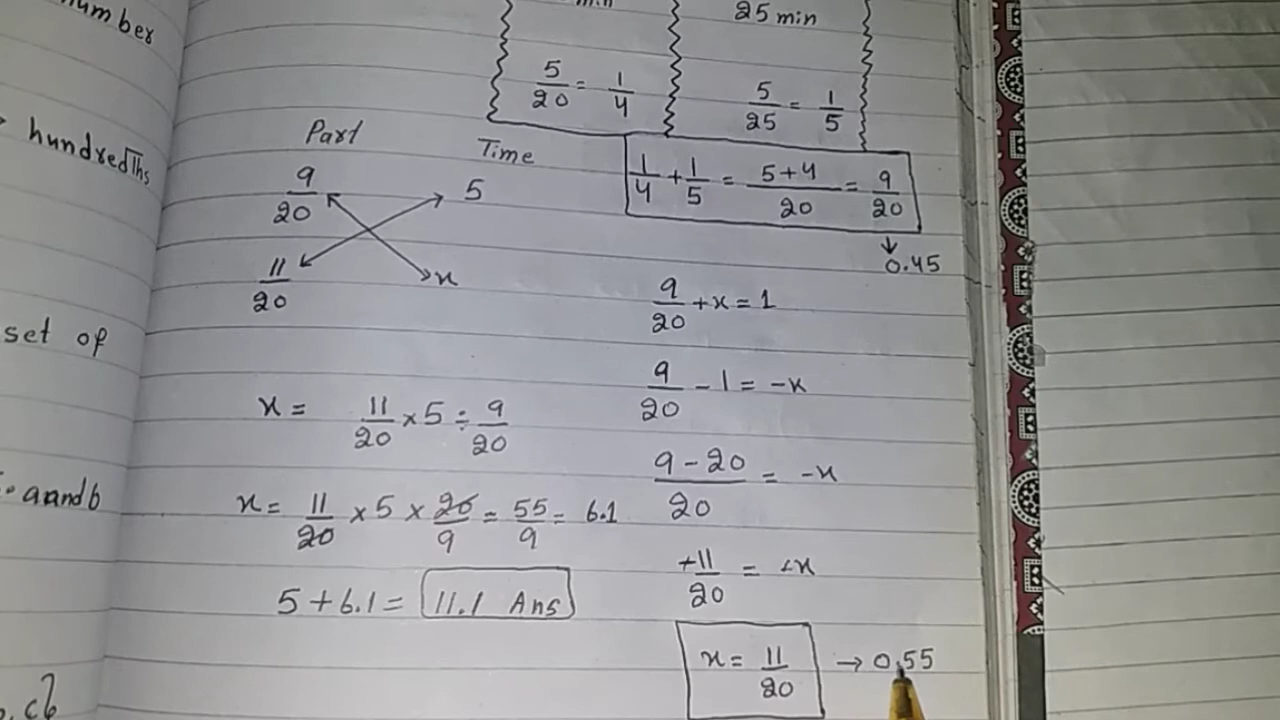 number
hundredths
set of
a and b
25 min
5/20 = 1/4
5/25 = 1/5
1/4 + 1/5 = 5+4/20 = 9/20
0.45
Part Time
9/20 5
11/20 x
x = 11/20 × 5 ÷ 9/20
x = 11/20 × 5 × 20/9 = 55/9 = 6.1
5 + 6.1 = 11.1 Ans
9/20 + x = 1
9/20 - 1 = -x
9-20/20 = -x
+11/20 = +x
x = 11/20 → 0.55